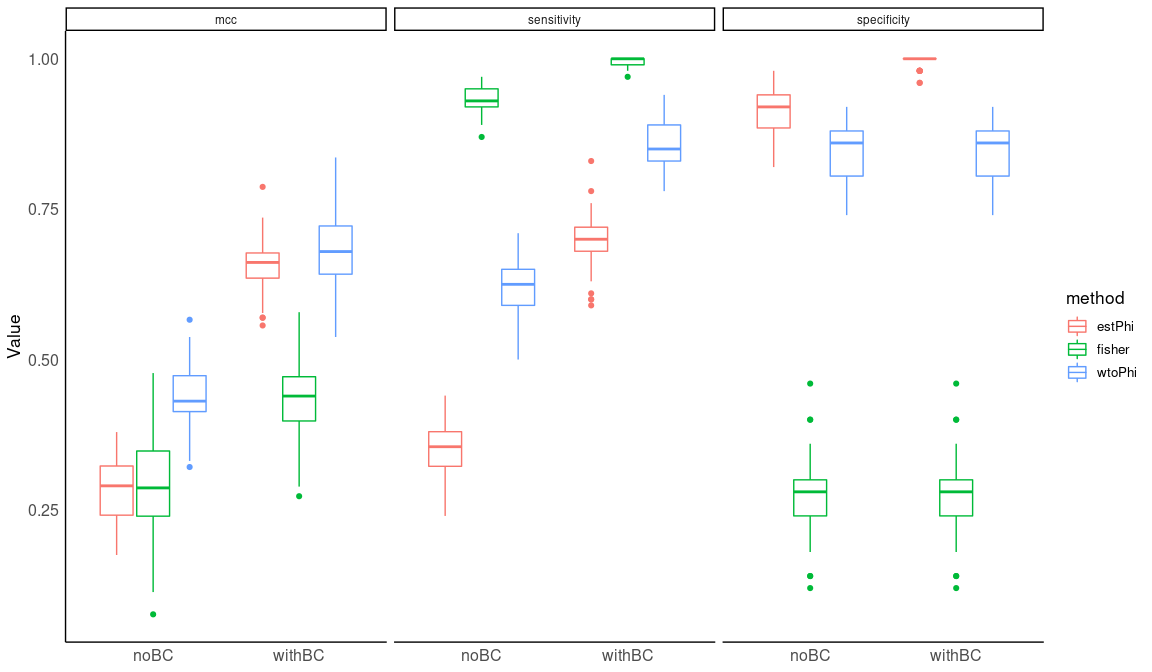 mcc
sensitivity
specificity
1.00
0.75
0.50
0.25
Value
noBC
withBC
noBC
withBC
noBC
withBC
method
estPhi
fisher
wtoPhi